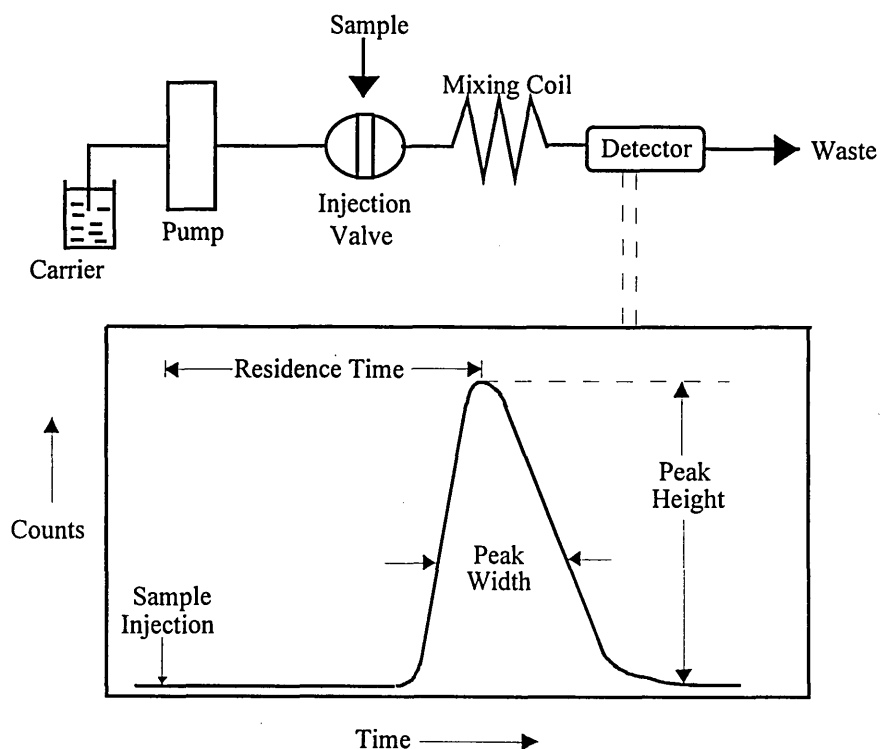 Sample
Mixing Coil
Detector
Waste
Injection
Valve
Pump
Carrier
Residence Time
Peak
Height
Counts
Peak
Width
Sample
Injection
Time